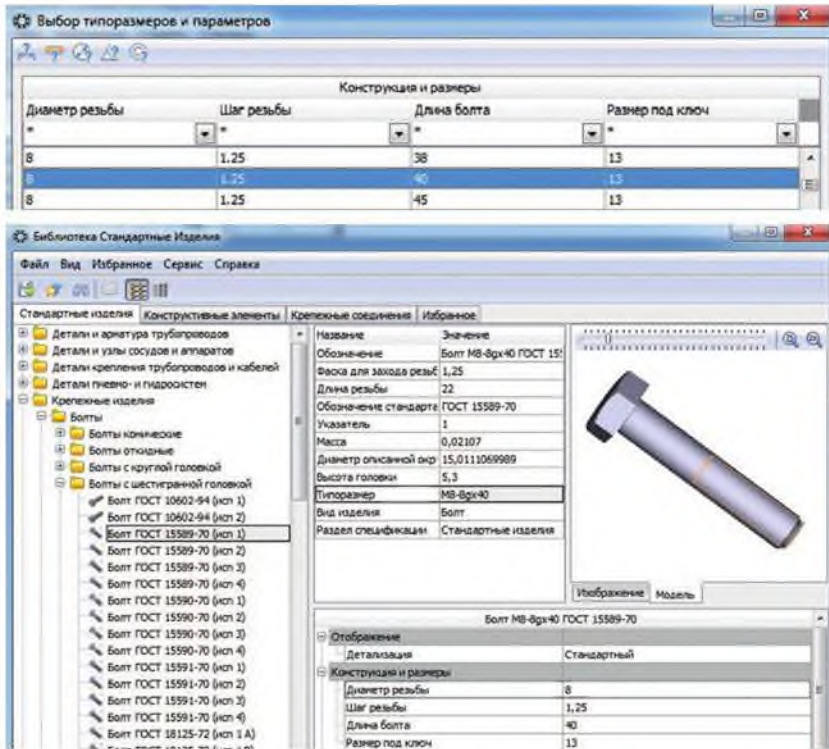 Выбор типоразмеров и параметров
Конструкция и размеры
Диаметр резьбы Шаг резьбы Длина болта Размер под ключ
* * * *
8 1.25 38 13
8 1.25 40 13
8 1.25 45 13
Библиотека Стандартные Изделия
Файл Вид Избранное Сервис Справка
Стандартные изделия Конструктивные элементы Крепежные соединения Избранное
Детали и арматура трубопроводов
Детали и узлы сосудов и аппаратов
Детали крепления трубопроводов и кабелей
Детали пневно- и гидросистем
Крепежные изделия
Болты
Болты конические
Болты откидные
Болты с круглой головкой
Болты с шестигранной головкой
Болт ГОСТ 10602-94 (исп 1)
Болт ГОСТ 10602-94 (исп 2)
Болт ГОСТ 15589-70 (исп 1)
Болт ГОСТ 15589-70 (исп 2)
Болт ГОСТ 15589-70 (исп 3)
Болт ГОСТ 15589-70 (исп 4)
Болт ГОСТ 15590-70 (исп 1)
Болт ГОСТ 15590-70 (исп 2)
Болт ГОСТ 15590-70 (исп 3)
Болт ГОСТ 15590-70 (исп 4)
Болт ГОСТ 15591-70 (исп 1)
Болт ГОСТ 15591-70 (исп 2)
Болт ГОСТ 15591-70 (исп 3)
Болт ГОСТ 15591-70 (исп 4)
Болт ГОСТ 18125-72 (исп 1 А)
Название Значение
Обозначение Болт М8-8gx40 ГОСТ 155
Фаска для захода резьб 1,25
Длина резьбы 22
Обозначение стандарта ГОСТ 15589-70
Указатель 1
Масса 0,02107
Диаметр описанной окр 15,0111069989
Высота головки 5,3
Типоразмер М8-8gx40
Вид изделия Болт
Раздел спецификации Стандартные изделия
Изображение Модель
Болт М8-8gx40 ГОСТ 15589-70
Отображение
Детализация Стандартный
Конструкция и размеры
Диаметр резьбы 8
Шаг резьбы 1,25
Длина болта 40
Размер под ключ 13